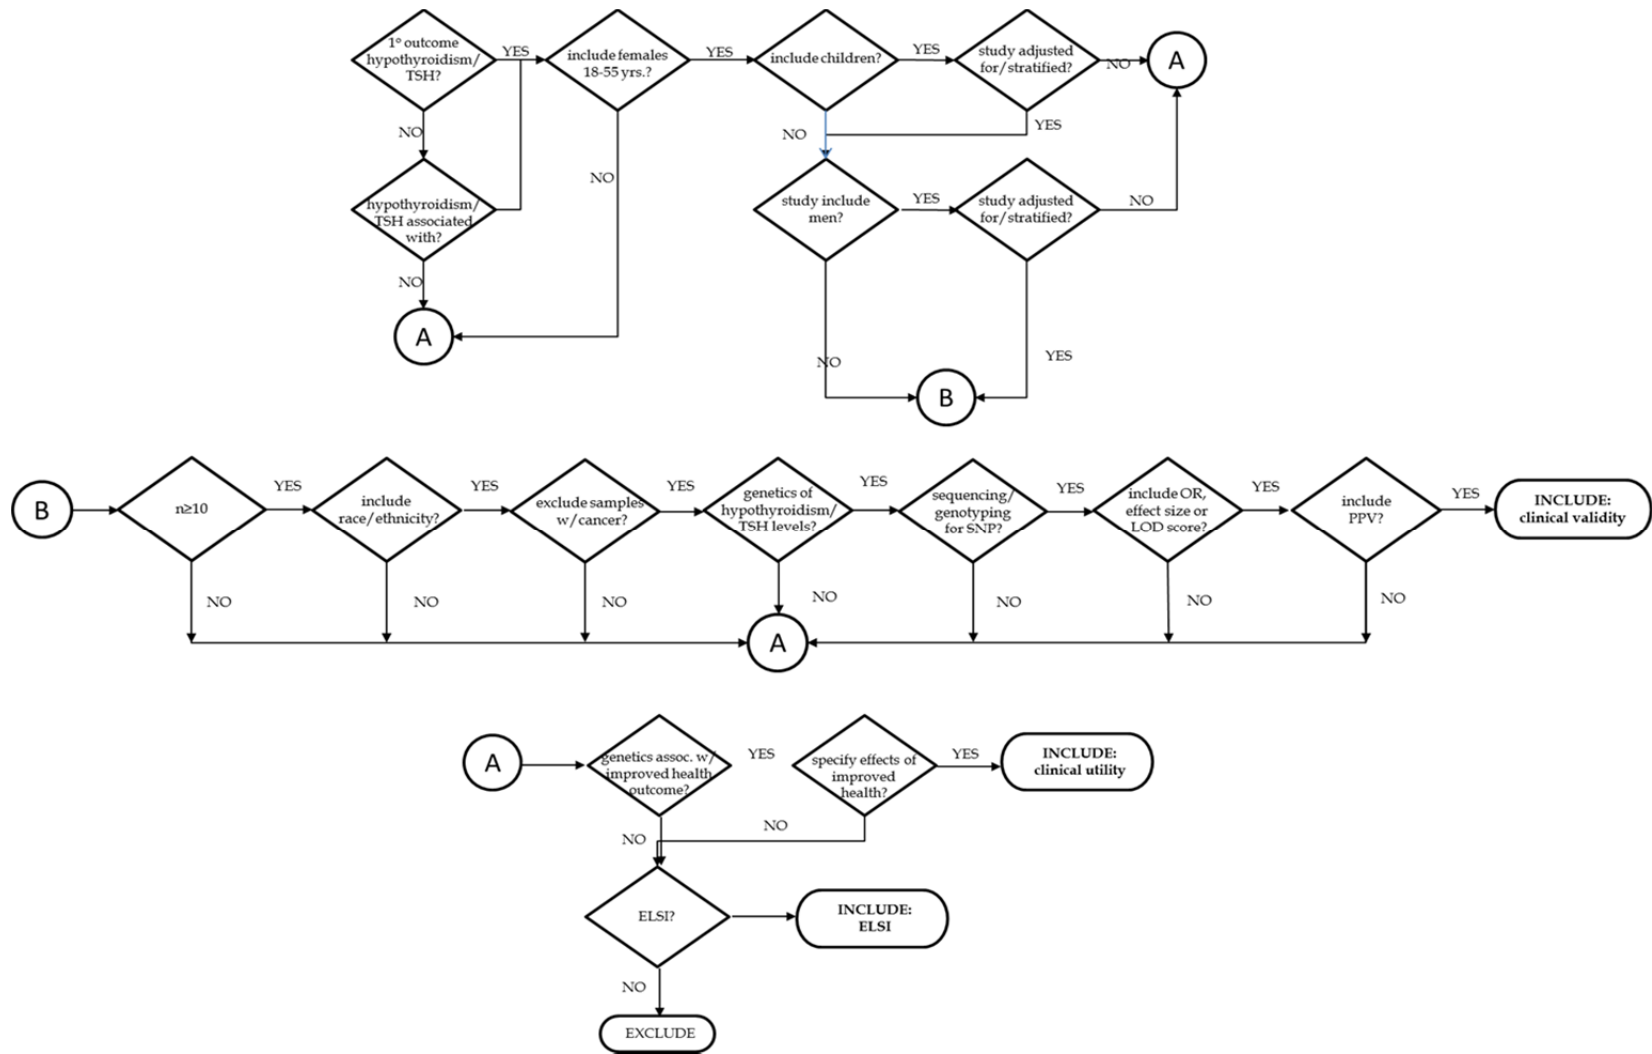 1° outcome
hypothyroidism/
TSH?
YES
include females
18-55 yrs.?
YES
include children?
YES
study adjusted
for/stratified?
NO
A
NO
NO
YES
hypothyroidism/
TSH associated
with?
NO
study include
men?
YES
study adjusted
for/stratified?
NO
NO
A
NO
YES
B
B
n≥10
YES
include
race/ethnicity?
YES
exclude samples
w/cancer?
YES
genetics of
hypothyroidism/
TSH levels?
YES
sequencing/
genotyping
for SNP?
YES
include OR,
effect size or
LOD score?
YES
include
PPV?
YES
INCLUDE:
clinical validity
NO
NO
NO
NO
NO
NO
NO
A
A
genetics assoc. w/
improved health
outcome?
YES
specify effects of
improved
health?
YES
INCLUDE:
clinical utility
NO
NO
ELSI?
INCLUDE:
ELSI
NO
EXCLUDE